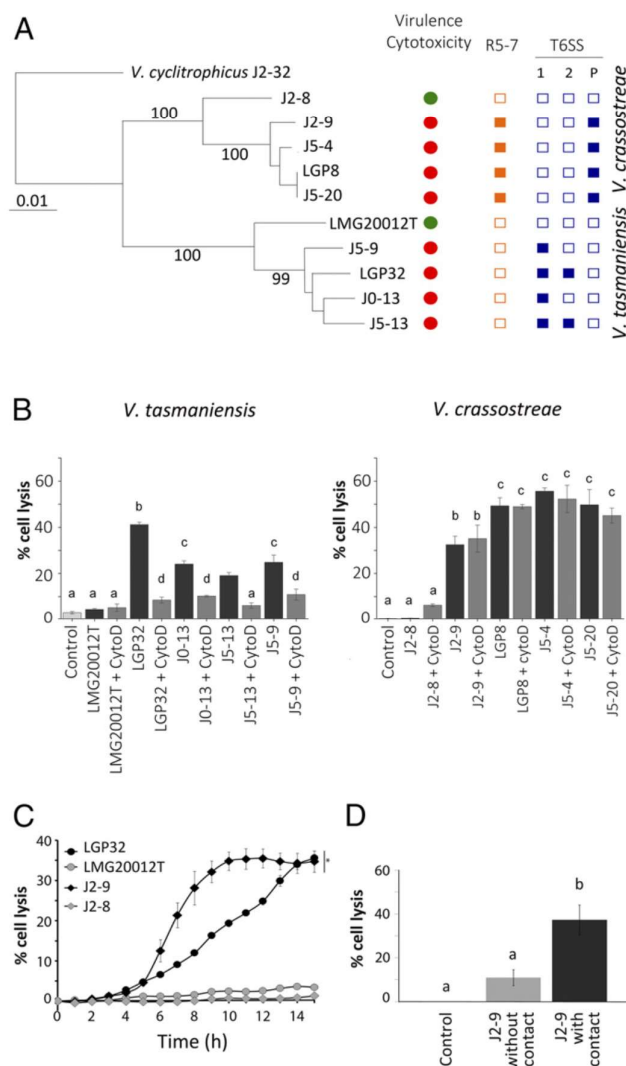 A
Virulence
Cytotoxicity
R5-7
T6SS
1 2 P
V. cyclitrophicus J2-32
J2-8
100
J2-9
J5-4
100
LGP8
J5-20
V. crassostreae
0.01
LMG20012T
100
J5-9
99
LGP32
J0-13
J5-13
V. tasmaniensis
B
V. tasmaniensis
V. crassostreae
% cell lysis
60
40
20
0
a
a
a
b
d
c
d
c
a
c
d
Control
LMG20012T
LMG20012T + CytoD
LGP32
LGP32 + CytoD
J0-13
J0-13 + CytoD
J5-13
J5-13 + CytoD
J5-9
J5-9 + CytoD
% cell lysis
60
40
20
0
a
a
a
b
b
c
c
c
c
c
c
Control
J2-8
J2-8 + CytoD
J2-9
J2-9 + CytoD
LGP8
LGP8 + CytoD
J5-4
J5-4 + CytoD
J5-20
J5-20 + CytoD
C
LGP32
LMG20012T
J2-9
J2-8
*
% cell lysis
40
35
30
20
10
5
0
0 2 4 6 8 10 12 14
Time (h)
D
% cell lysis
60
40
20
0
a
a
b
Control
J2-9
without
contact
J2-9
with
contact